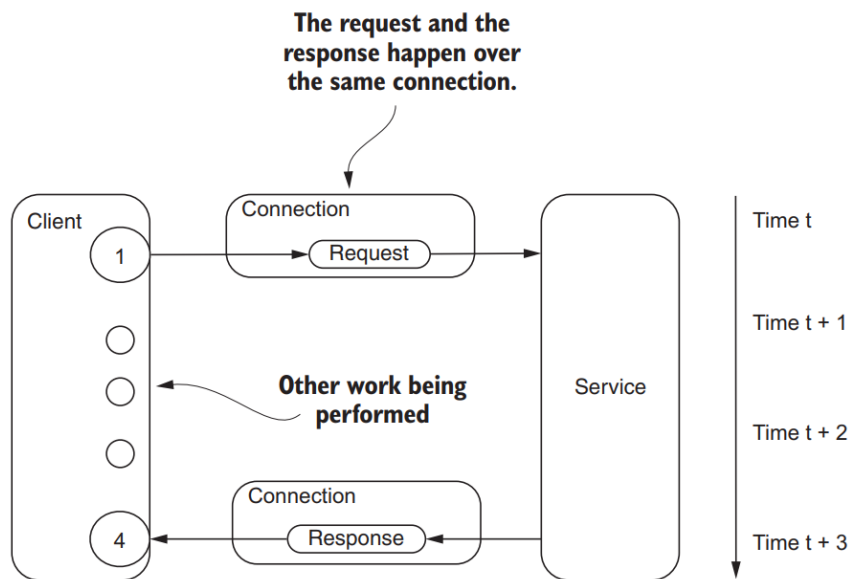 The request and the
response happen over
the same connection.
Client
Connection
Time t
1
Request
Time t + 1
Other work being
performed
Service
Time t + 2
Connection
4
Response
Time t + 3